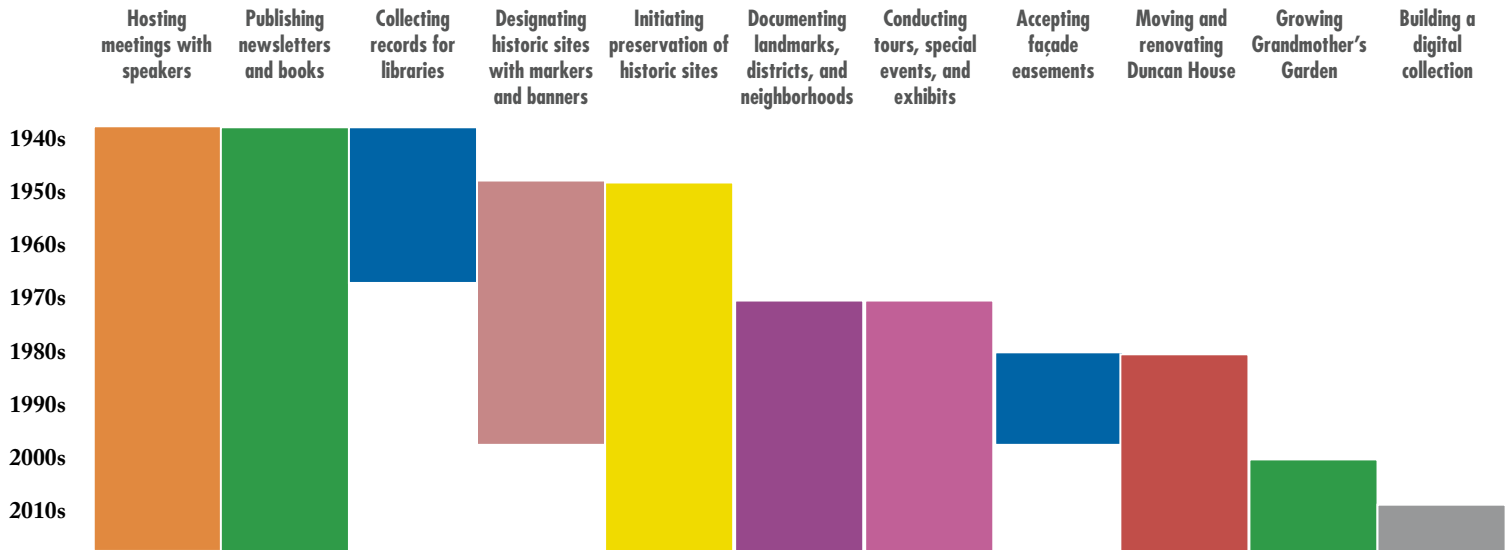 Hosting
meetings with
speakers
Publishing
newsletters
and books
Collecting
records for
libraries
Designating
historic sites
with markers
and banners
Initiating
preservation of
historic sites
Documenting
landmarks,
districts, and
neighborhoods
Conducting
tours, special
events, and
exhibits
Accepting
façade
easements
Moving and
renovating
Duncan House
Growing
Grandmother’s
Garden
Building a
digital
collection
1940s
1950s
1960s
1970s
1980s
1990s
2000s
2010s